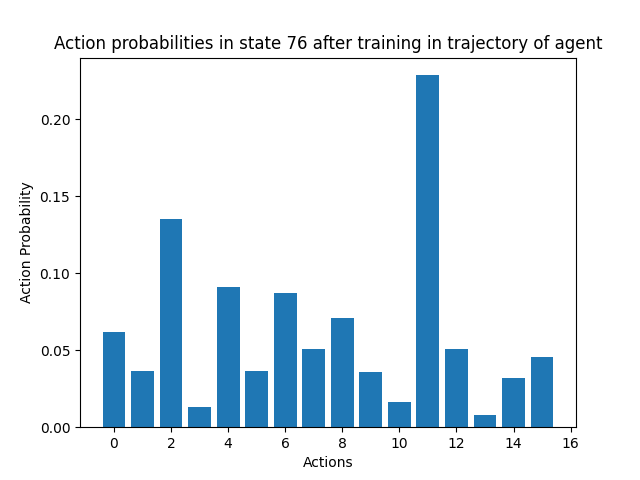 Action probabilities in state 76 after training in trajectory of agent
Action Probability
0.20
0.15
0.10
0.05
0.00
0 2 4 6 8 10 12 14 16
Actions